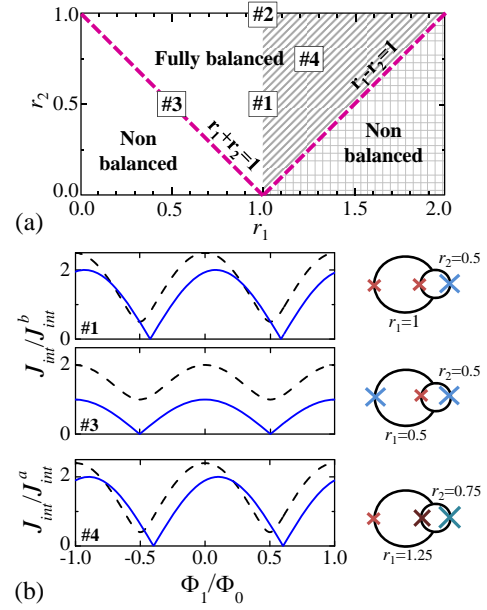 #2
2.0
Fully balanced
#4
r1-r2=1
r2
#3
#1
0.5
r1+r2=1
Non
balanced
Non
balanced
0.0
0.0 0.5 1.0 1.5 2.0
(a)
r1
2
0
#1
r2=0.5
r1=1
Jint/Jbint
2
0
#3
r2=0.5
r1=0.5
Jint/Jaint
2
0
#4
r2=0.75
r1=1.25
-1.0 -0.5 0.0 0.5 1.0
(b)
Φ1/Φ0